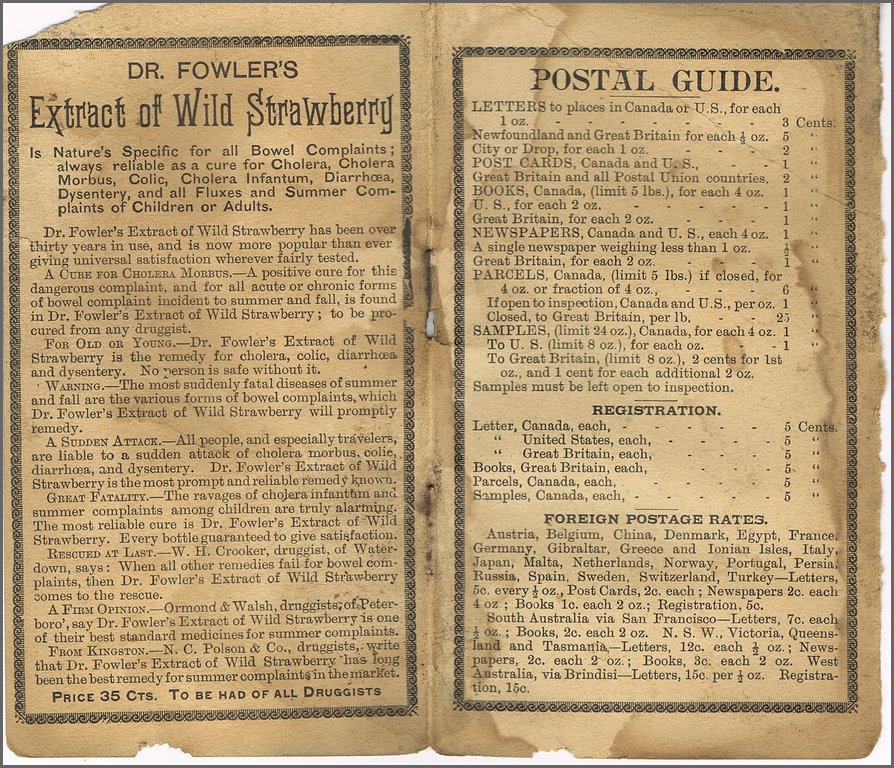 DR. FOWLER'S
Extract of Wild Strawberry
Is Nature's Specific for all Bowel Complaints;
always reliable as a cure for Cholera, Cholera
Morbus, Colic, Cholera Infantum, Diarrhœa,
Dysentery, and all Fluxes and Summer Com-
plaints of Children or Adults.
Dr. Fowler's Extract of Wild Strawberry has been over
thirty years in use, and is now more popular than ever
giving universal satisfaction wherever fairly tested.
A CURE FOR CHOLERA MORBUS.—A positive cure for this
dangerous complaint, and for all acute or chronic forms
of bowel complaint incident to summer and fall, is found
in Dr. Fowler's Extract of Wild Strawberry; to be pro-
cured from any druggist.
FOR OLD OR YOUNG.—Dr. Fowler's Extract of Wild
Strawberry is the remedy for cholera, colic, diarrhœa
and dysentery. No person is safe without it.
WARNING.—The most suddenly fatal diseases of summer
and fall are the various forms of bowel complaints, which
Dr. Fowler's Extract of Wild Strawberry will promptly
remedy.
A SUDDEN ATTACK.—All people, and especially travelers,
are liable to a sudden attack of cholera morbus, colic,
diarrhœa, and dysentery. Dr. Fowler's Extract of Wild
Strawberry is the most prompt and reliable remedy known.
GREAT FATALITY.—The ravages of cholera infantum and
summer complaints among children are truly alarming.
The most reliable cure is Dr. Fowler's Extract of Wild
Strawberry. Every bottle guaranteed to give satisfaction.
RESCUED AT LAST.—W. H. Crooker, druggist, of Water-
down, says: When all other remedies fail for bowel com-
plaints, then Dr. Fowler's Extract of Wild Strawberry
comes to the rescue.
A FIRM OPINION.—Ormond & Walsh, druggists, of Peter-
boro', say Dr. Fowler's Extract of Wild Strawberry is one
of their best standard medicines for summer complaints.
FROM KINGSTON.—N. C. Polson & Co., druggists, write
that Dr. Fowler's Extract of Wild Strawberry has long
been the best remedy for summer complaints in the market.
PRICE 35 CTS. TO BE HAD OF ALL DRUGGISTS
POSTAL GUIDE.
LETTERS to places in Canada or U.S., for each
1 oz. - - - - - - - - 3 Cents.
Newfoundland and Great Britain for each ½ oz. 5 "
City or Drop, for each 1 oz. - - - - 2 "
POST CARDS, Canada and U. S., - - - 1 "
Great Britain and all Postal Union countries, 2 "
BOOKS, Canada, (limit 5 lbs.), for each 4 oz. 1 "
U. S., for each 2 oz. - - - - - 1 "
Great Britain, for each 2 oz. - - - - 1 "
NEWSPAPERS, Canada and U. S., each 4 oz. 1 "
A single newspaper weighing less than 1 oz. - ½ "
Great Britain, for each 2 oz. - - - - 1 "
PARCELS, Canada, (limit 5 lbs.) if closed, for
4 oz. or fraction of 4 oz., - - - - 6 "
If open to inspection, Canada and U.S., per oz. 1 "
Closed, to Great Britain, per lb. - - 25 "
SAMPLES, (limit 24 oz.), Canada, for each 4 oz. 1 "
To U. S. (limit 8 oz.), for each oz. - - 1 "
To Great Britain, (limit 8 oz.), 2 cents for 1st
oz., and 1 cent for each additional 2 oz.
Samples must be left open to inspection.
REGISTRATION.
Letter, Canada, each, - - - - - - 5 Cents.
" United States, each, - - - - 5 "
" Great Britain, each, - - - - 5 "
Books, Great Britain, each, - - - - 5 "
Parcels, Canada, each, - - - - - 5 "
Samples, Canada, each, - - - - - 5 "
FOREIGN POSTAGE RATES.
Austria, Belgium, China, Denmark, Egypt, France,
Germany, Gibraltar, Greece and Ionian Isles, Italy,
Japan, Malta, Netherlands, Norway, Portugal, Persia,
Russia, Spain, Sweden, Switzerland, Turkey—Letters,
5c. every ½ oz., Post Cards, 2c. each; Newspapers 2c. each
4 oz.; Books 1c. each 2 oz.; Registration, 5c.
South Australia via San Francisco—Letters, 7c. each
½ oz.; Books, 2c. each 2 oz. N. S. W., Victoria, Queens-
land and Tasmania,—Letters, 12c. each ½ oz.; News-
papers, 2c. each 2 oz.; Books, 3c. each 2 oz. West
Australia, via Brindisi—Letters, 15c. per ½ oz. Registra-
tion, 15c.